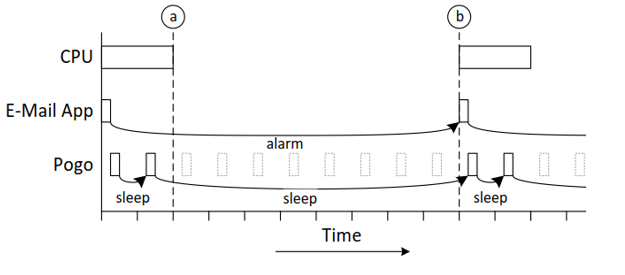 a
b
CPU
E-Mail App
alarm
Pogo
sleep
sleep
sleep
Time